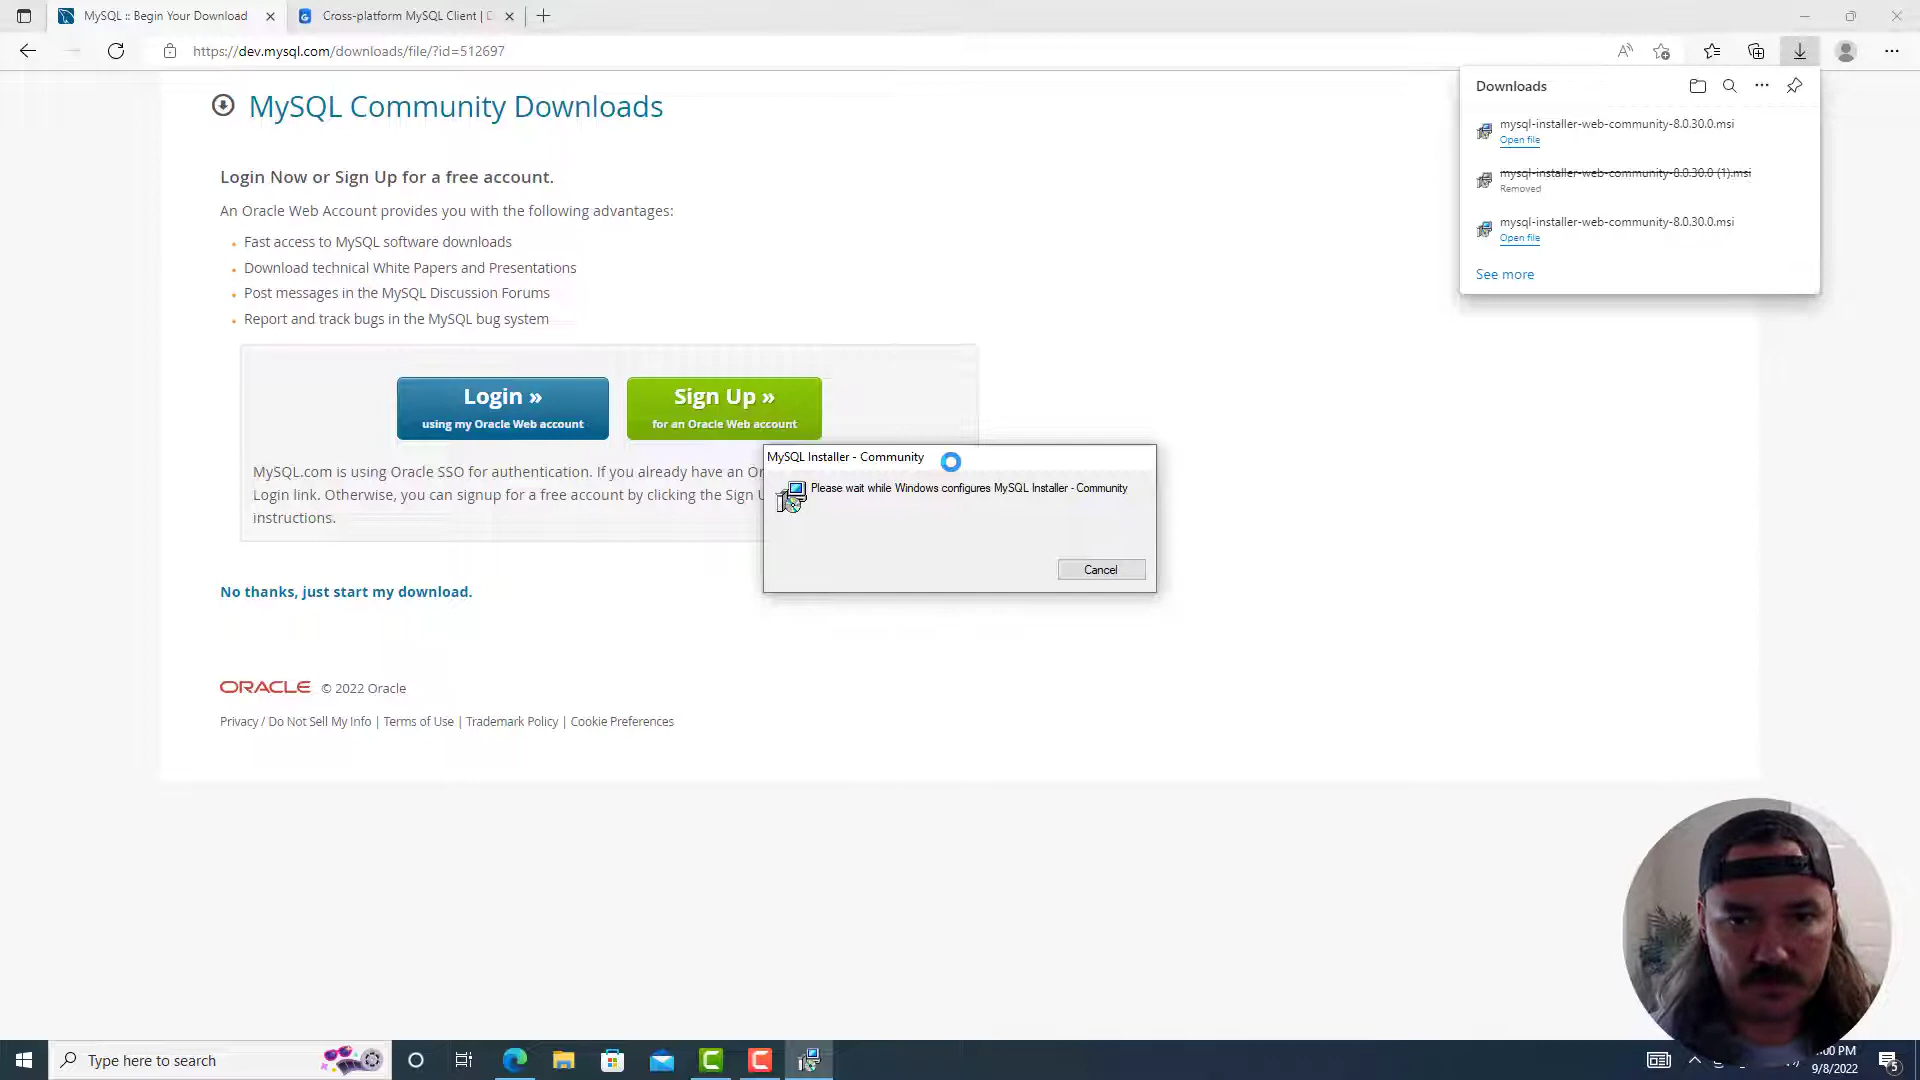 MySQL :: Begin Your Download
Cross-platform MySQL Client |
https://dev.mysql.com/downloads/file/?id=512697
Downloads
mysql-installer-web-community-8.0.30.0.msi
Open file
mysql-installer-web-community-8.0.30.0 (1).msi
Removed
mysql-installer-web-community-8.0.30.0.msi
Open file
See more
MySQL Community Downloads
Login Now or Sign Up for a free account.
An Oracle Web Account provides you with the following advantages:
Fast access to MySQL software downloads
Download technical White Papers and Presentations
Post messages in the MySQL Discussion Forums
Report and track bugs in the MySQL bug system
Login »
using my Oracle Web account
Sign Up »
for an Oracle Web account
MySQL.com is using Oracle SSO for authentication. If you already have an
Login link. Otherwise, you can signup for a free account by clicking the Sign
instructions.
MySQL Installer - Community
Please wait while Windows configures MySQL Installer - Community
Cancel
No thanks, just start my download.
ORACLE © 2022 Oracle
Privacy / Do Not Sell My Info | Terms of Use | Trademark Policy | Cookie Preferences
Type here to search
:00 PM
9/8/2022
5